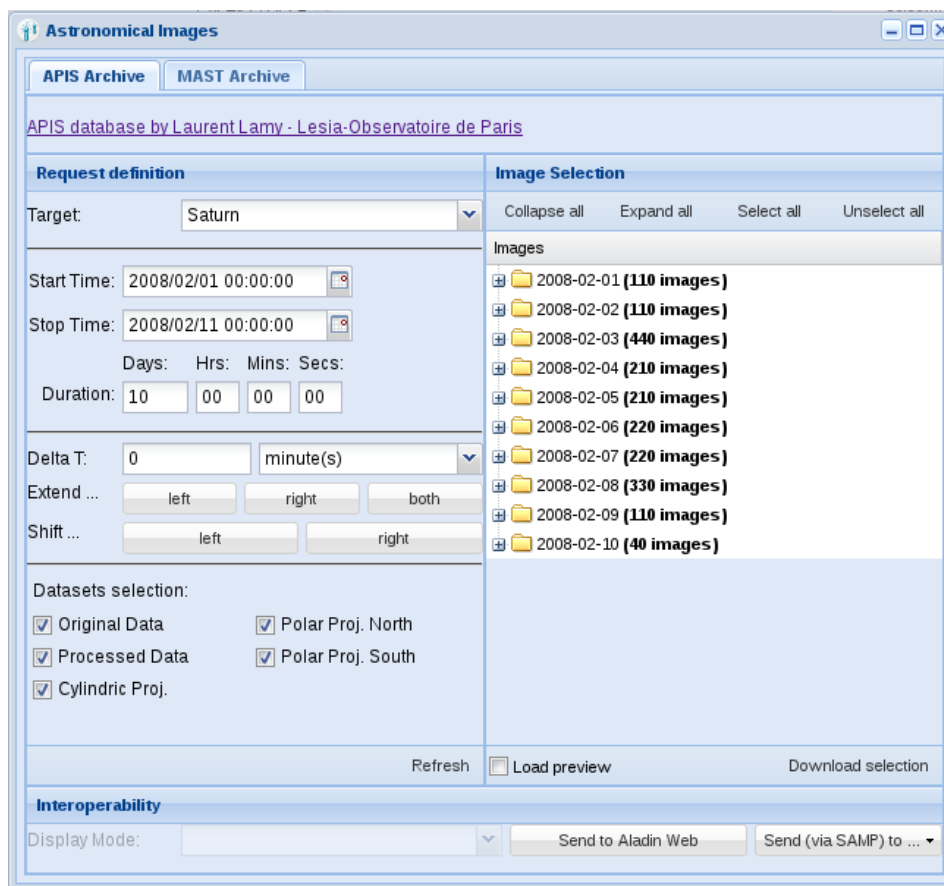 Astronomical Images
APIS Archive MAST Archive
APIS database by Laurent Lamy - Lesia-Observatoire de Paris
Request definition
Target: Saturn
Start Time: 2008/02/01 00:00:00
Stop Time: 2008/02/11 00:00:00
Days: Hrs: Mins: Secs:
Duration: 10 00 00 00
Delta T: 0 minute(s)
Extend ... left right both
Shift ... left right
Datasets selection:
Original Data Polar Proj. North
Processed Data Polar Proj. South
Cylindric Proj.
Refresh
Image Selection
Collapse all Expand all Select all Unselect all
Images
2008-02-01 (110 images)
2008-02-02 (110 images)
2008-02-03 (440 images)
2008-02-04 (210 images)
2008-02-05 (210 images)
2008-02-06 (220 images)
2008-02-07 (220 images)
2008-02-08 (330 images)
2008-02-09 (110 images)
2008-02-10 (40 images)
Load preview Download selection
Interoperability
Display Mode: Send to Aladin Web Send (via SAMP) to ...